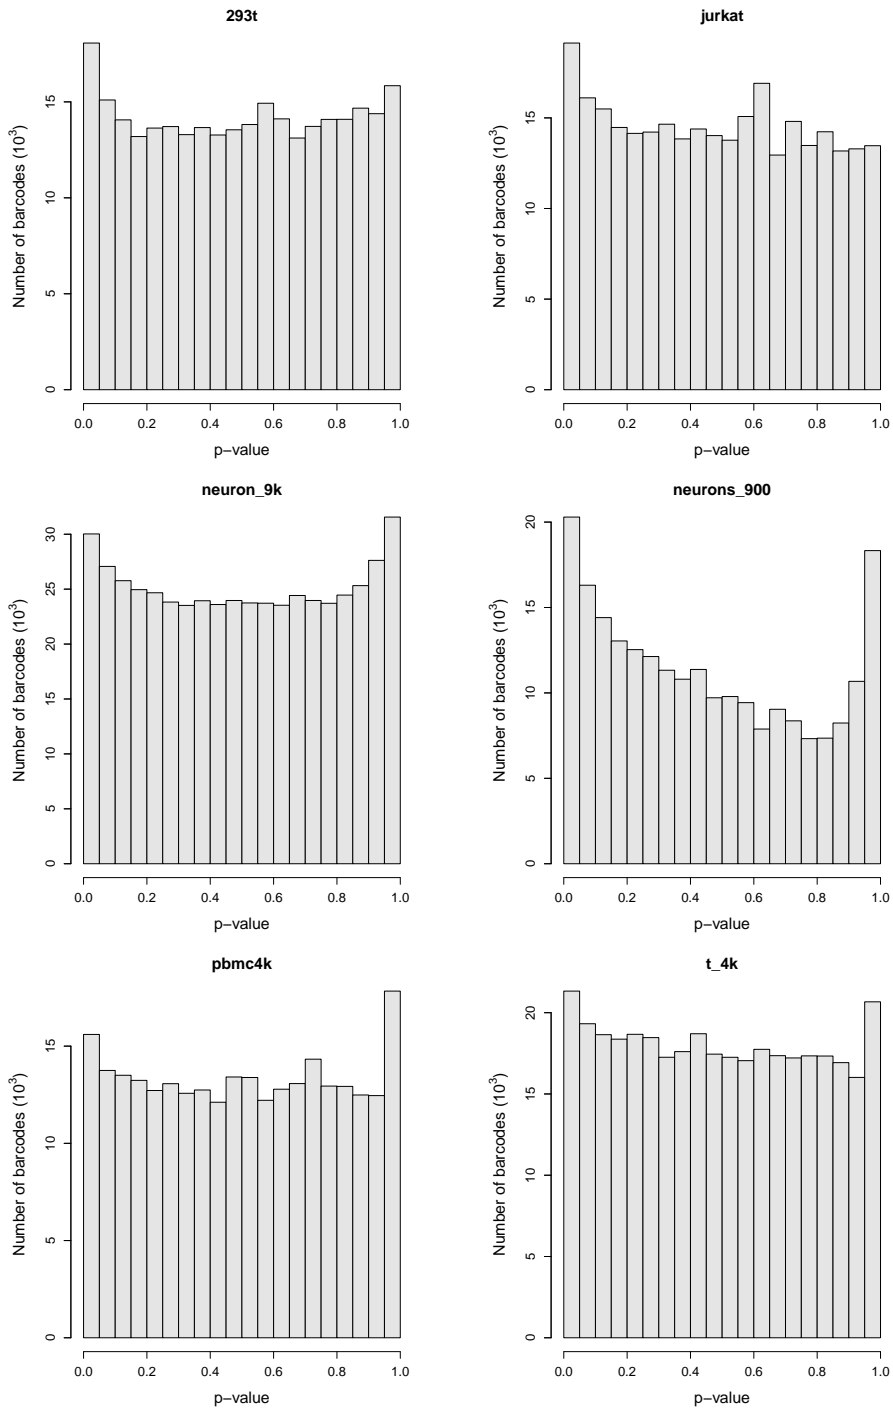 293t
Number of barcodes (10³)
0 5 10 15
0.0 0.2 0.4 0.6 0.8 1.0
p−value
jurkat
Number of barcodes (10³)
0 5 10 15
0.0 0.2 0.4 0.6 0.8 1.0
p−value
neuron_9k
Number of barcodes (10³)
0 5 10 15 20 25 30
0.0 0.2 0.4 0.6 0.8 1.0
p−value
neurons_900
Number of barcodes (10³)
0 5 10 15 20
0.0 0.2 0.4 0.6 0.8 1.0
p−value
pbmc4k
Number of barcodes (10³)
0 5 10 15
0.0 0.2 0.4 0.6 0.8 1.0
p−value
t_4k
Number of barcodes (10³)
0 5 10 15 20
0.0 0.2 0.4 0.6 0.8 1.0
p−value